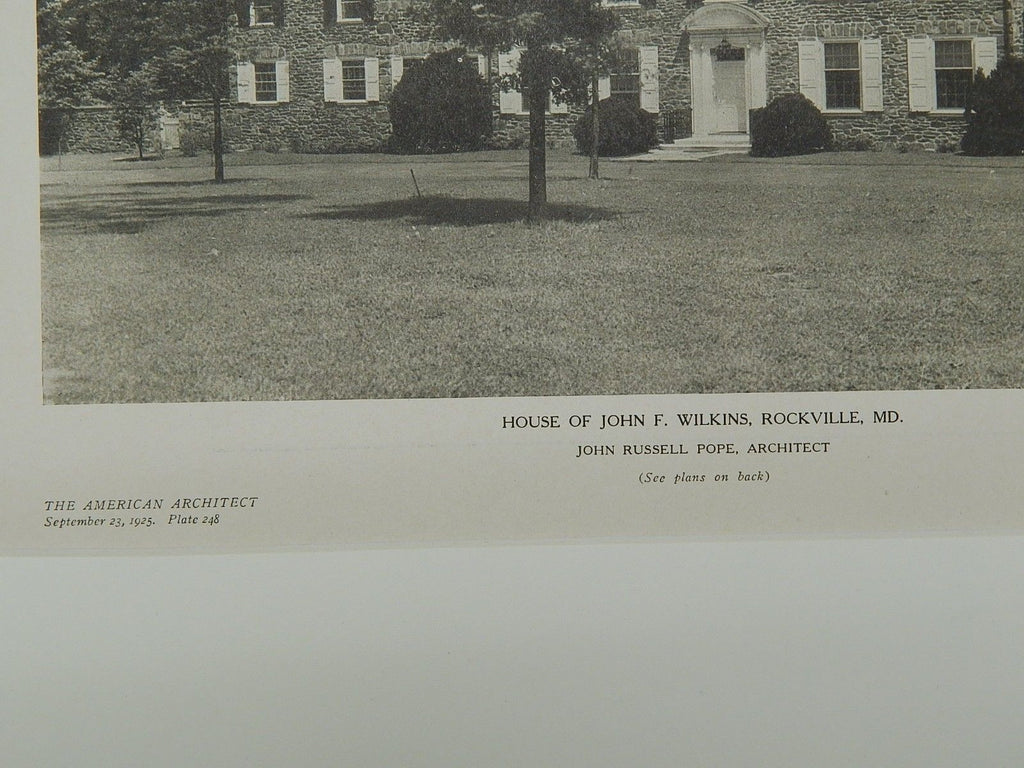 HOUSE OF JOHN F. WILKINS, ROCKVILLE, MD.
JOHN RUSSELL POPE, ARCHITECT
(See plans on back)
THE AMERICAN ARCHITECT
September 23, 1925. Plate 248